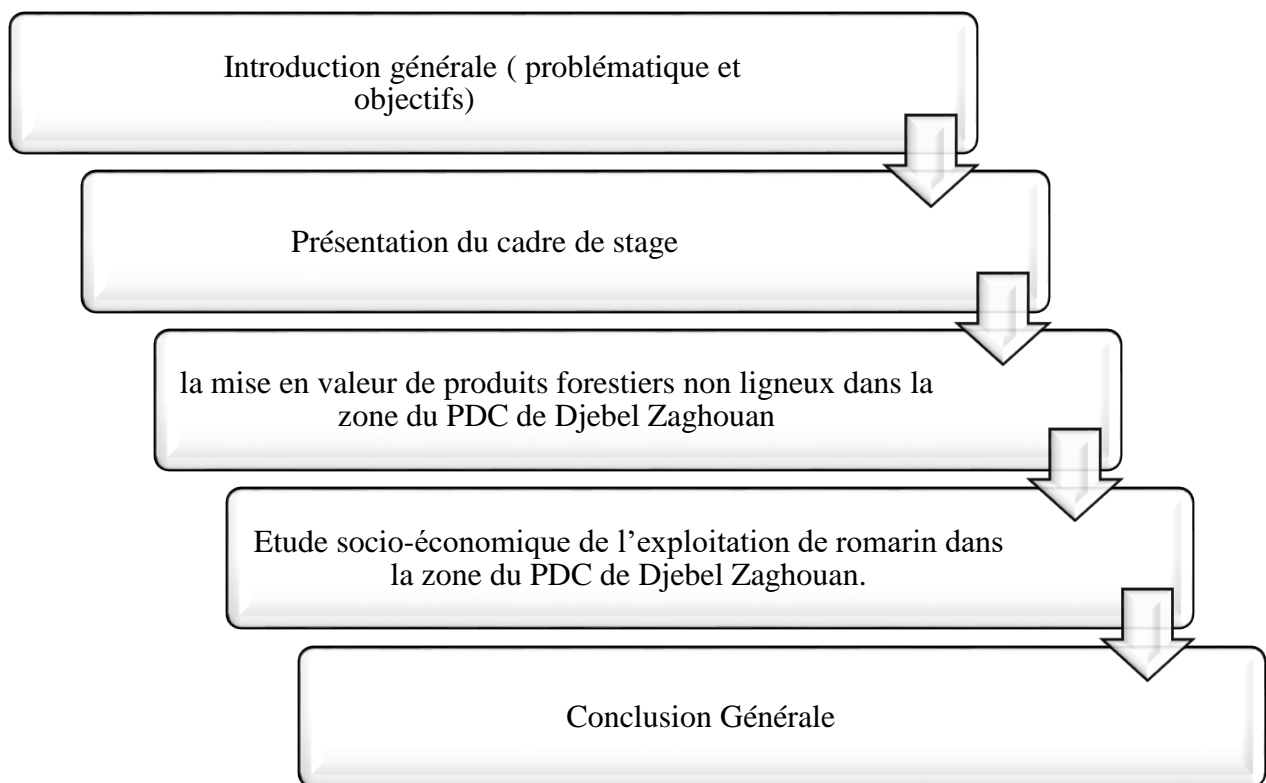 Introduction générale ( problématique et
objectifs)
Présentation du cadre de stage
la mise en valeur de produits forestiers non ligneux dans la
zone du PDC de Djebel Zaghouan
Etude socio-économique de l’exploitation de romarin dans
la zone du PDC de Djebel Zaghouan.
Conclusion Générale